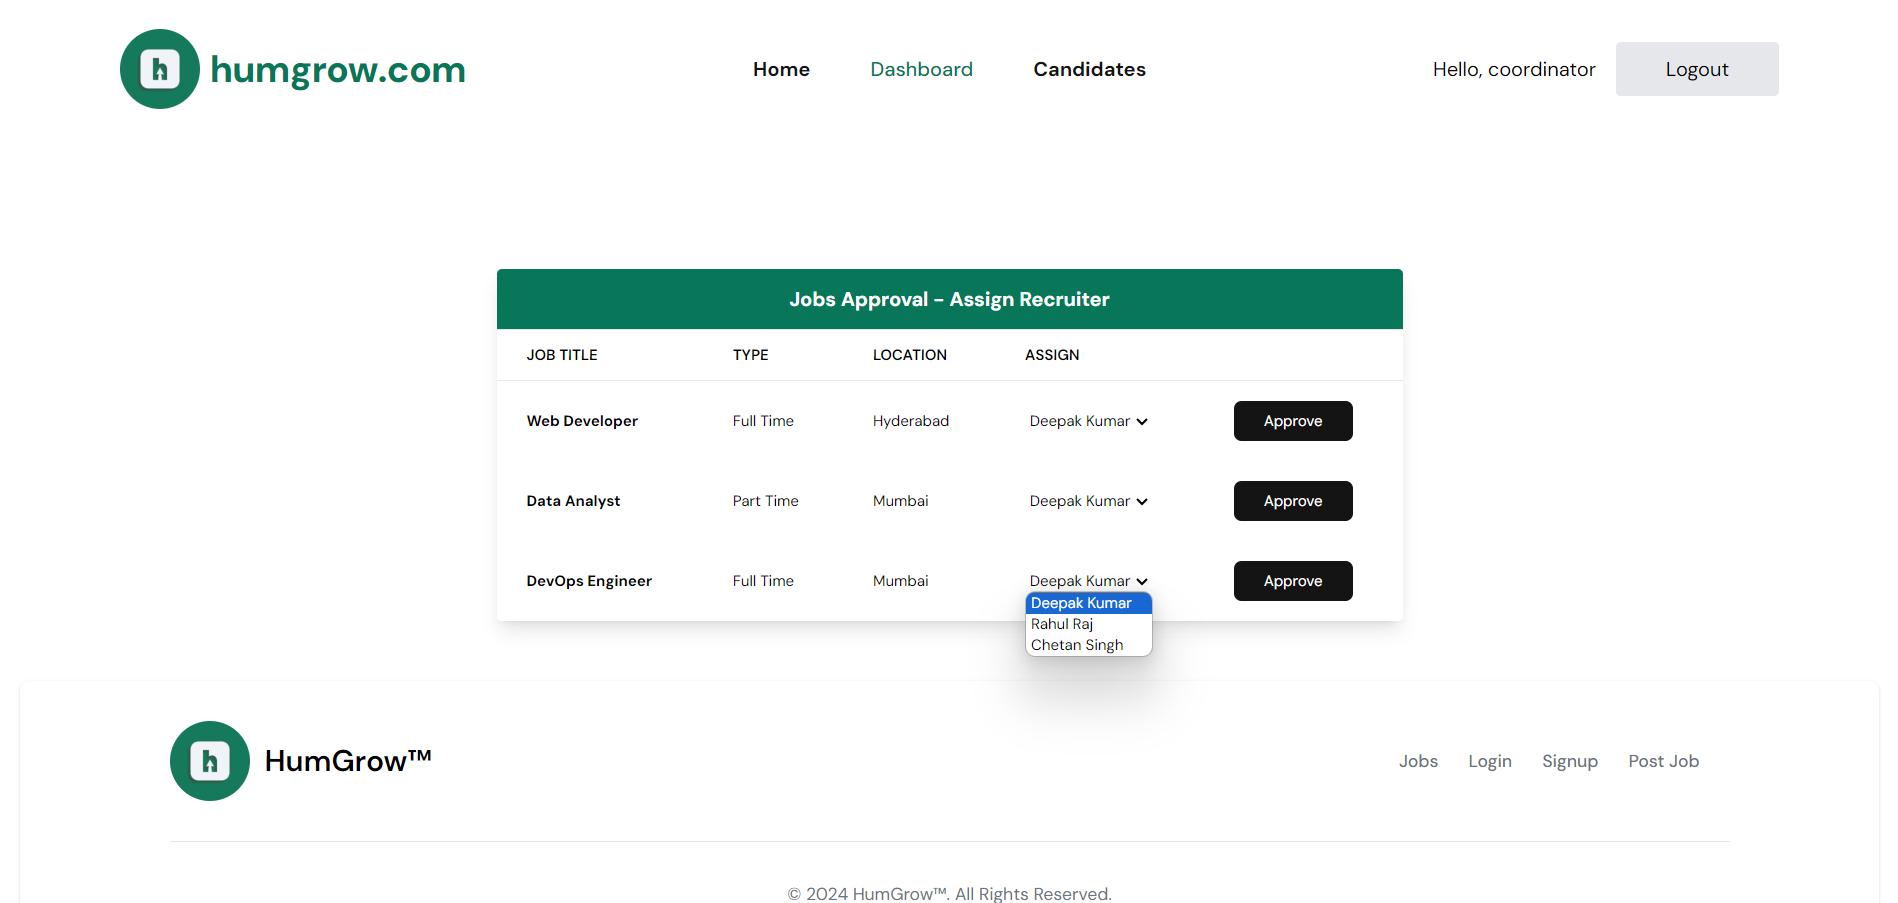 h humgrow.com Home Dashboard Candidates Hello, coordinator Logout
Jobs Approval - Assign Recruiter
JOB TITLE TYPE LOCATION ASSIGN
Web Developer Full Time Hyderabad Deepak Kumar Approve
Data Analyst Part Time Mumbai Deepak Kumar Approve
DevOps Engineer Full Time Mumbai Deepak Kumar Approve
Deepak Kumar
Rahul Raj
Chetan Singh
h HumGrow™ Jobs Login Signup Post Job
© 2024 HumGrow™. All Rights Reserved.